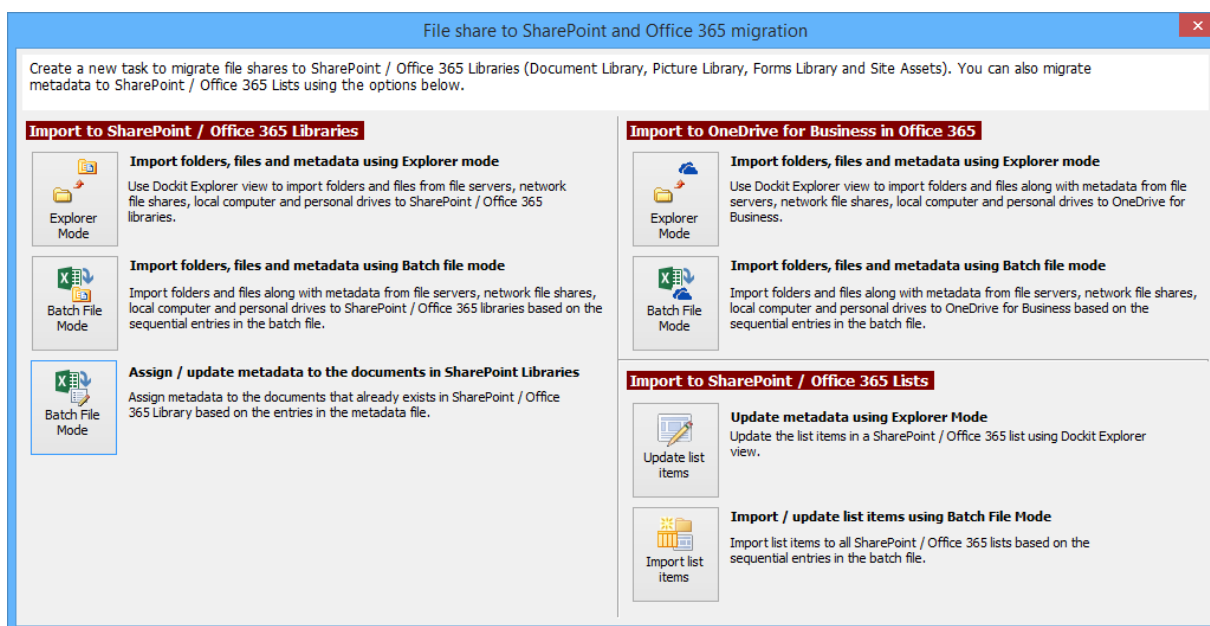 File share to SharePoint and Office 365 migration
Create a new task to migrate file shares to SharePoint / Office 365 Libraries (Document Library, Picture Library, Forms Library and Site Assets). You can also migrate
metadata to SharePoint / Office 365 Lists using the options below.
Import to SharePoint / Office 365 Libraries
Explorer
Mode
Import folders, files and metadata using Explorer mode
Use Dockit Explorer view to import folders and files from file servers, network
file shares, local computer and personal drives to SharePoint / Office 365
libraries.
Batch File
Mode
Import folders, files and metadata using Batch file mode
Import folders and files along with metadata from file servers, network file shares,
local computer and personal drives to SharePoint / Office 365 libraries based on the
sequential entries in the batch file.
Batch File
Mode
Assign / update metadata to the documents in SharePoint Libraries
Assign metadata to the documents that already exists in SharePoint / Office
365 Library based on the entries in the metadata file.
Import to OneDrive for Business in Office 365
Explorer
Mode
Import folders, files and metadata using Explorer mode
Use Dockit Explorer view to import folders and files along with metadata from file
servers, network file shares, local computer and personal drives to OneDrive for
Business.
Batch File
Mode
Import folders, files and metadata using Batch file mode
Import folders and files along with metadata from file servers, network file shares,
local computer and personal drives to OneDrive for Business based on the
sequential entries in the batch file.
Import to SharePoint / Office 365 Lists
Update list
items
Update metadata using Explorer Mode
Update the list items in a SharePoint / Office 365 list using Dockit Explorer
view.
Import list
items
Import / update list items using Batch File Mode
Import list items to all SharePoint / Office 365 lists based on the
sequential entries in the batch file.